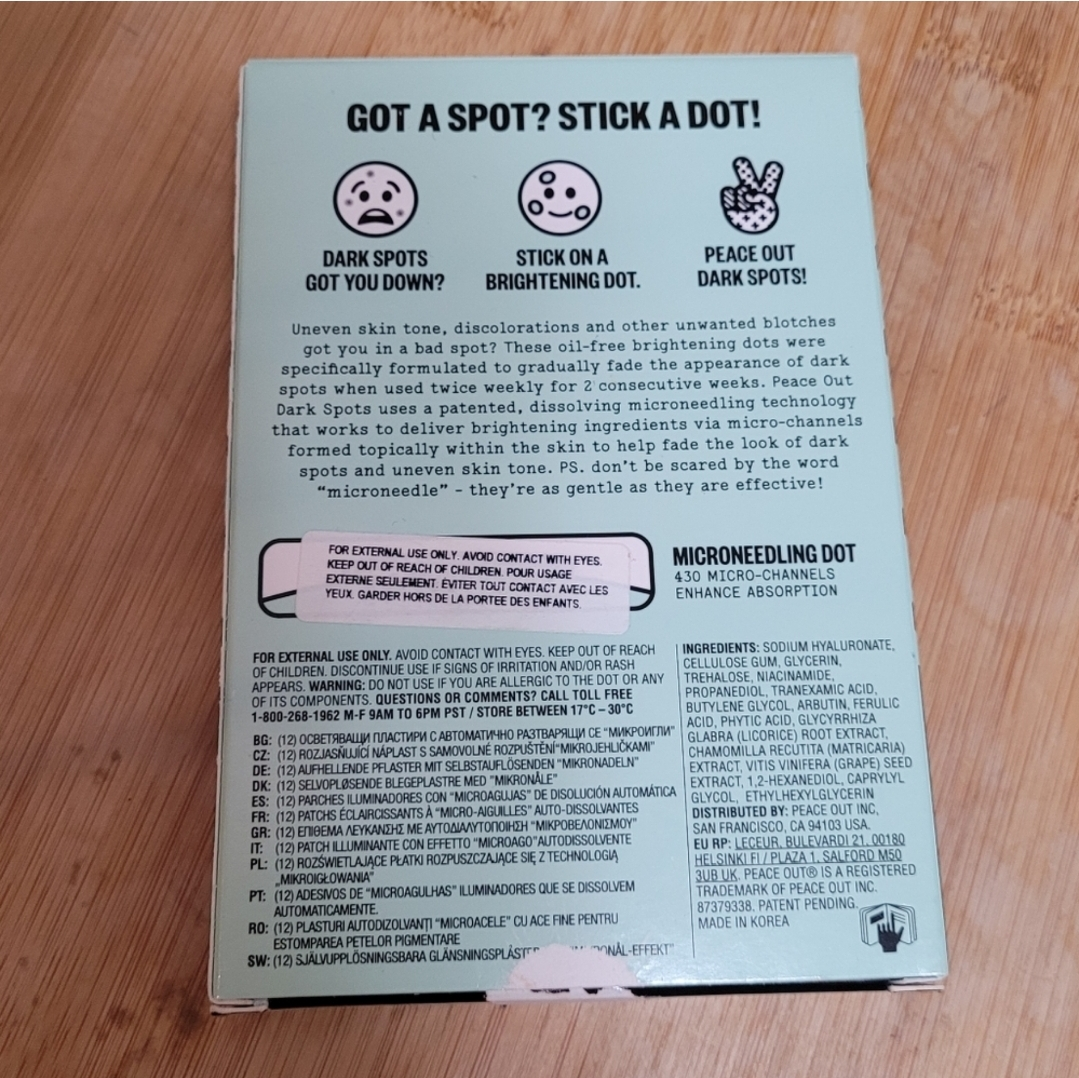 GOT A SPOT? STICK A DOT!
DARK SPOTS
GOT YOU DOWN?
STICK ON A
BRIGHTENING DOT.
PEACE OUT
DARK SPOTS!
Uneven skin tone, discolorations and other unwanted blotches
got you in a bad spot? These oil-free brightening dots were
specifically formulated to gradually fade the appearance of dark
spots when used twice weekly for 2 consecutive weeks. Peace Out
Dark Spots uses a patented, dissolving microneedling technology
that works to deliver brightening ingredients via micro-channels
formed topically within the skin to help fade the look of dark
spots and uneven skin tone. PS. don't be scared by the word
"microneedle" - they're as gentle as they are effective!
FOR EXTERNAL USE ONLY. AVOID CONTACT WITH EYES.
KEEP OUT OF REACH OF CHILDREN. POUR USAGE
EXTERNE SEULEMENT. ÉVITER TOUT CONTACT AVEC LES
YEUX. GARDER HORS DE LA PORTEE DES ENFANTS.
MICRONEEDLING DOT
430 MICRO-CHANNELS
ENHANCE ABSORPTION
FOR EXTERNAL USE ONLY. AVOID CONTACT WITH EYES. KEEP OUT OF REACH
OF CHILDREN. DISCONTINUE USE IF SIGNS OF IRRITATION AND/OR RASH
APPEARS. WARNING: DO NOT USE IF YOU ARE ALLERGIC TO THE DOT OR ANY
OF ITS COMPONENTS. QUESTIONS OR COMMENTS? CALL TOLL FREE
1-800-268-1962 M-F 9AM TO 6PM PST / STORE BETWEEN 17°C – 30°C
BG: (12) ОСВЕТЯВАЩИ ПЛАСТИРИ С АВТОМАТИЧНО РАЗТВАРЯЩИ СЕ "МИКРОИГЛИ"
CZ: (12) ROZJASŇUJÍCÍ NÁPLAST S SAMOVOLNÉ ROZPUŠTĚNÍ"MIKROJEHLIČKAMI"
DE: (12) AUFHELLENDE PFLASTER MIT SELBSTAUFLÖSENDEN "MIKRONADELN"
DK: (12) SELVOPLØSENDE BLEGEPLASTRE MED "MIKRONÅLE"
ES: (12) PARCHES ILUMINADORES CON "MICROAGUJAS" DE DISOLUCIÓN AUTOMÁTICA
FR: (12) PATCHS ÉCLAIRCISSANTS À "MICRO-AIGUILLES" AUTO-DISSOLVANTES
GR: (12) ΕΠΙΘΕΜΑ ΛΕΥΚΑΝΣΗΣ ΜΕ ΑΥΤΟΔΙΑΛΥΤΟΠΟΙΗΣΗ "ΜΙΚΡΟΒΕΛΟΝΙΣΜΟΥ"
IT: (12) PATCH ILLUMINANTE CON EFFETTO "MICROAGO"AUTODISSOLVENTE
PL: (12) ROZŚWIETLAJĄCE PŁATKI ROZPUSZCZAJĄCE SIĘ Z TECHNOLOGIĄ
„MIKROIGŁOWANIA"
PT: (12) ADESIVOS DE "MICROAGULHAS" ILUMINADORES QUE SE DISSOLVEM
AUTOMATICAMENTE.
RO: (12) PLASTURI AUTODIZOLVANȚI "MICROACELE" CU ACE FINE PENTRU
ESTOMPAREA PETELOR PIGMENTARE
SW: (12) SJÄLVUPPLÖSNINGSBARA
INGREDIENTS: SODIUM HYALURONATE,
CELLULOSE GUM, GLYCERIN,
TREHALOSE, NIACINAMIDE,
PROPANEDIOL, TRANEXAMIC ACID,
BUTYLENE GLYCOL, ARBUTIN, FERULIC
ACID, PHYTIC ACID, GLYCYRRHIZA
GLABRA (LICORICE) ROOT EXTRACT,
CHAMOMILLA RECUTITA (MATRICARIA)
EXTRACT, VITIS VINIFERA (GRAPE) SEED
EXTRACT, 1,2-HEXANEDIOL, CAPRYLYL
GLYCOL, ETHYLHEXYLGLYCERIN
DISTRIBUTED BY: PEACE OUT INC,
SAN FRANCISCO, CA 94103 USA.
EU RP: LECEUR, BULEVARDI 21, 00180
HELSINKI FI / PLAZA 1, SALFORD M50
3UB UK. PEACE OUT® IS A REGISTERED
TRADEMARK OF PEACE OUT INC.
87379338. PATENT PENDING.
MADE IN KOREA